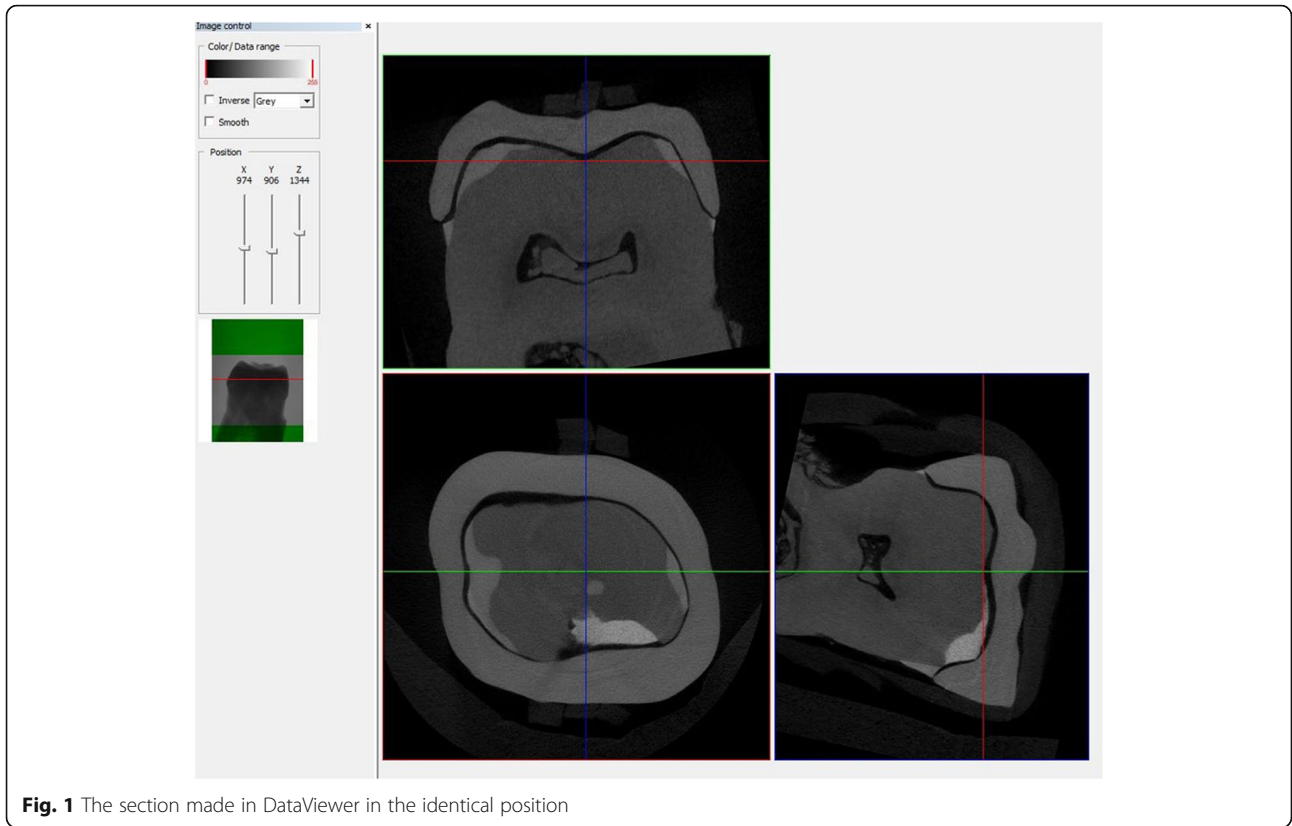 Image control ×
Color/Data range
0 255
Inverse Grey
Smooth
Position
X Y Z
974 906 1344
Fig. 1 The section made in DataViewer in the identical position